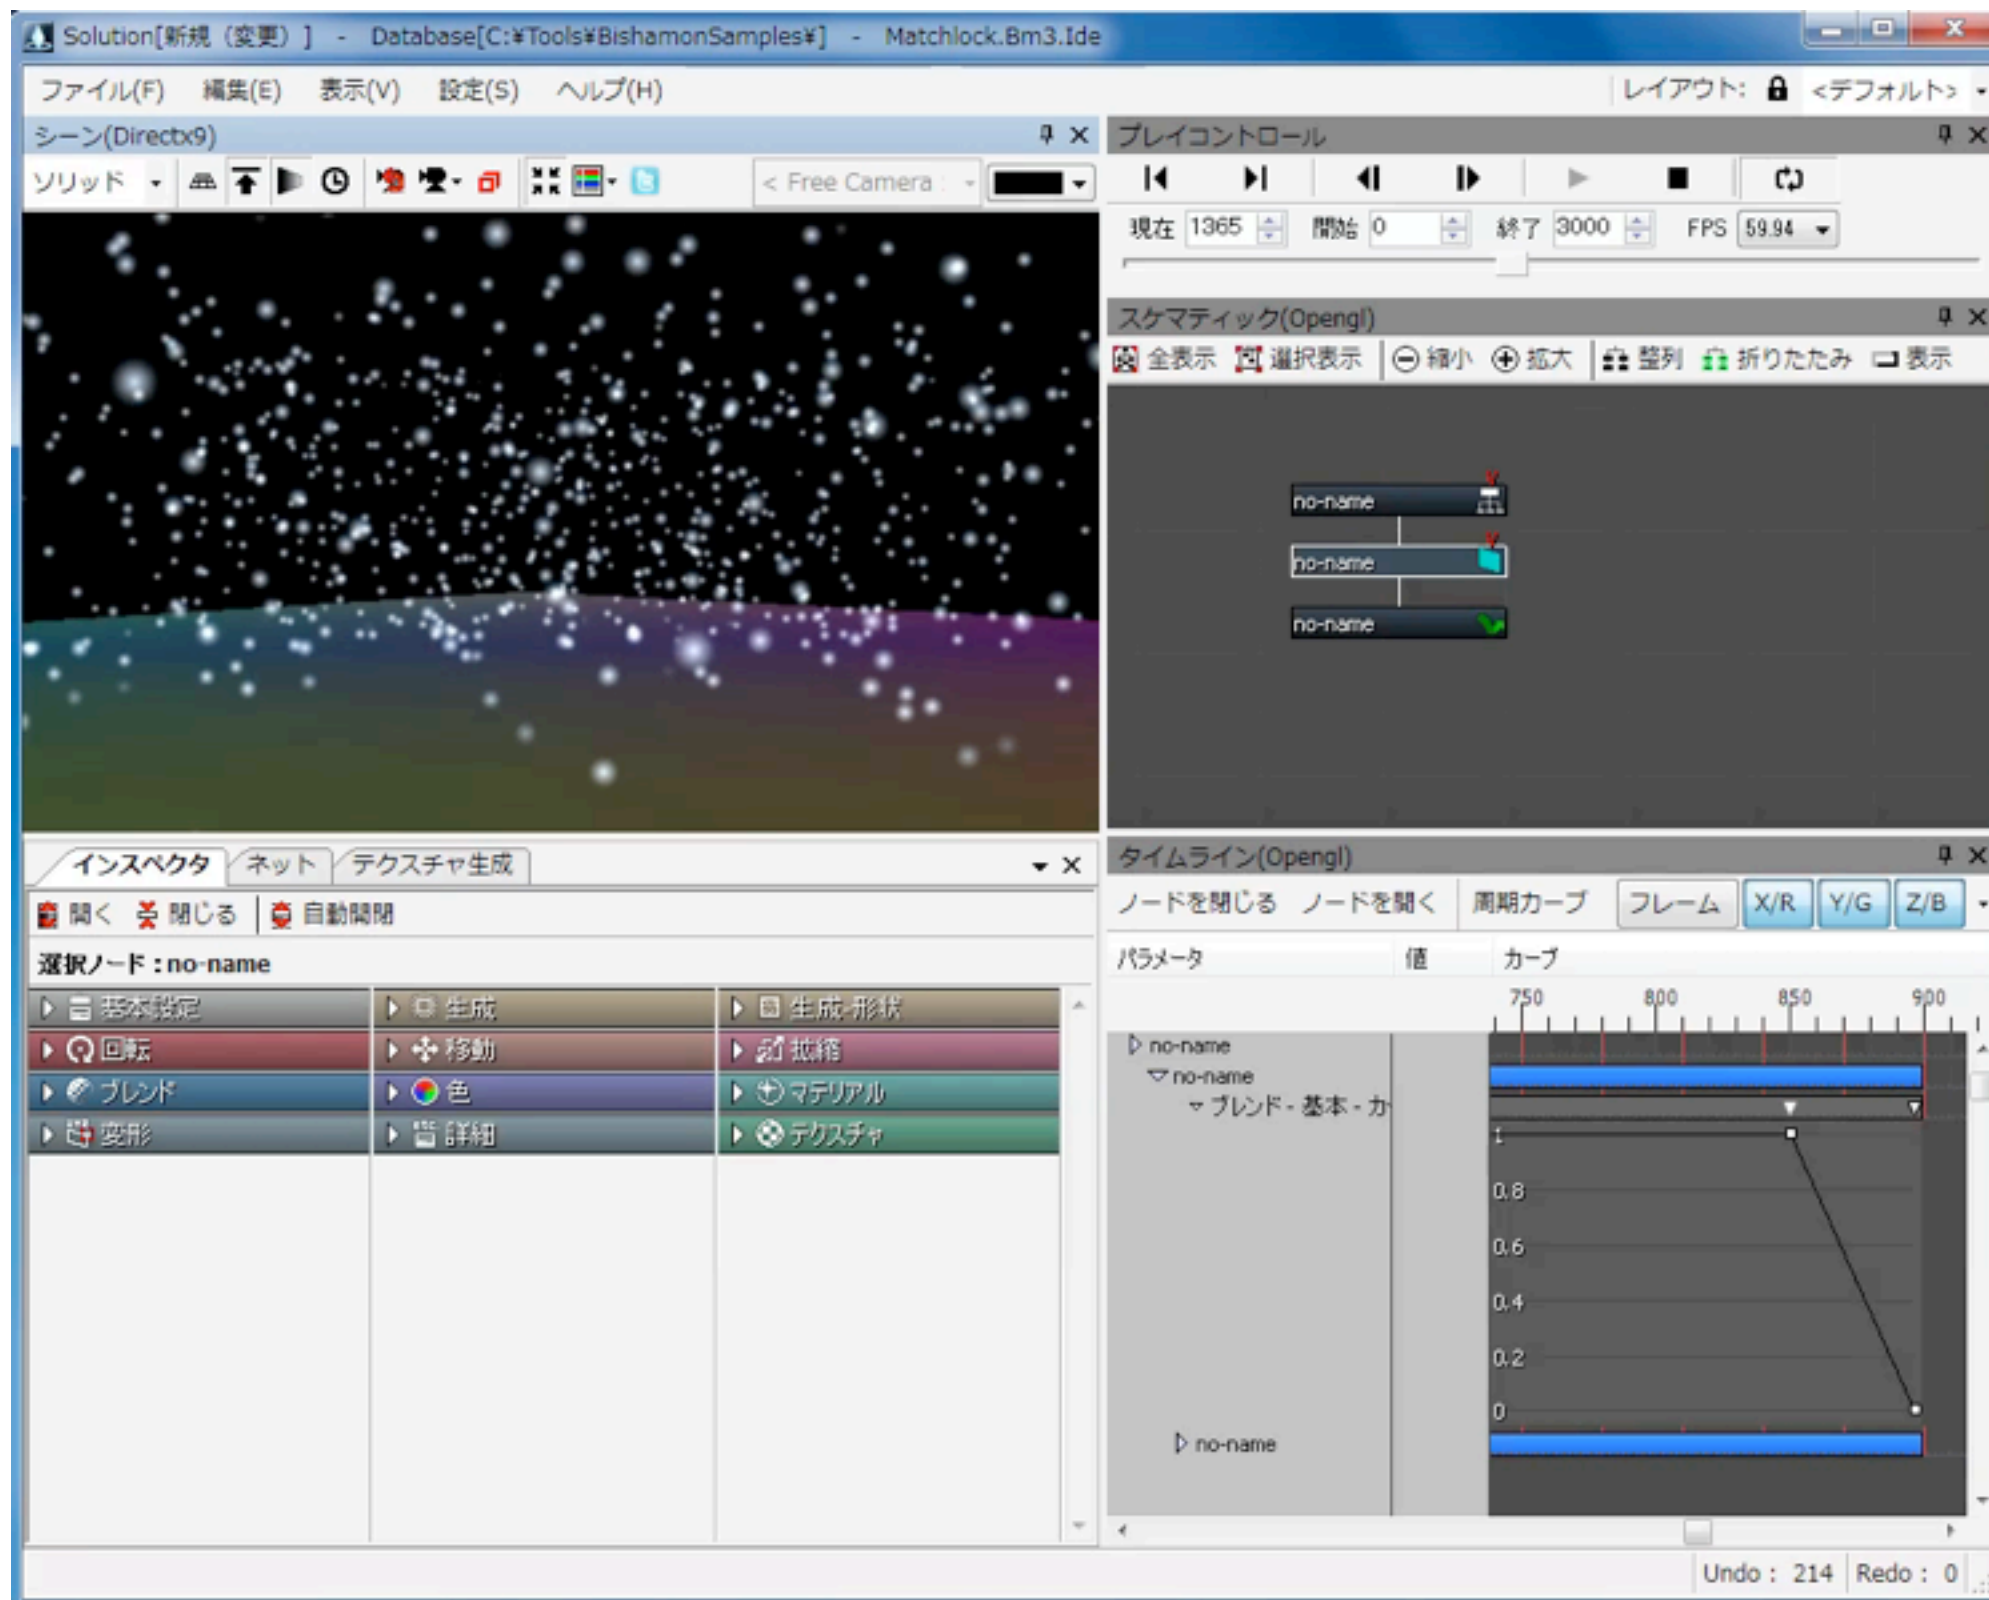 Solution[新規（変更）] - Database[C:¥Tools¥BishamonSamples¥] - Matchlock.Bm3.Ide
ファイル(F) 編集(E) 表示(V) 設定(S) ヘルプ(H)
レイアウト: <デフォルト>
シーン(Directx9)
ソリッド
< Free Camera :
プレイコントロール
現在 1365 開始 0 終了 3000 FPS 59.94
スケマティック(Opengl)
全表示 選択表示 縮小 拡大 整列 折りたたみ 表示
no-name
no-name
no-name
インスペクタ ネット テクスチャ生成
開く 閉じる 自動開閉
選択ノード : no-name
基本設定 生成 生成-形状
回転 移動 拡縮
ブレンド 色 マテリアル
変形 詳細 テクスチャ
タイムライン(Opengl)
ノードを閉じる ノードを開く 周期カーブ フレーム X/R Y/G Z/B
パラメータ 値 カーブ
750 800 850 900
no-name
no-name
ブレンド - 基本 - カ
1
0.8
0.6
0.4
0.2
0
no-name
Undo : 214 Redo : 0